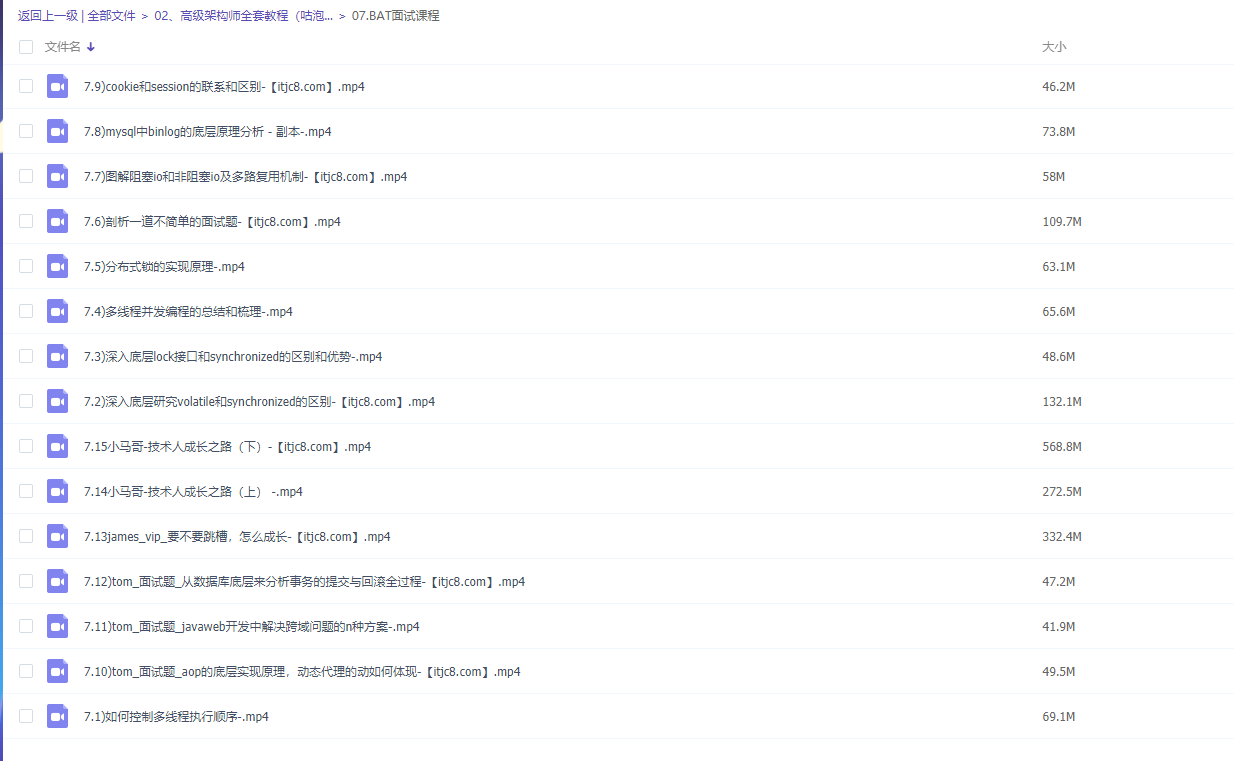 返回上一级 | 全部文件 > 02、高级架构师全套教程（咕泡... > 07.BAT面试课程
文件名 大小
7.9)cookie和session的联系和区别-【itjc8.com】.mp4 46.2M
7.8)mysql中binlog的底层原理分析 - 副本-.mp4 73.8M
7.7)图解阻塞io和非阻塞io及多路复用机制-【itjc8.com】.mp4 58M
7.6)剖析一道不简单的面试题-【itjc8.com】.mp4 109.7M
7.5)分布式锁的实现原理-.mp4 63.1M
7.4)多线程并发编程的总结和梳理-.mp4 65.6M
7.3)深入底层lock接口和synchronized的区别和优势-.mp4 48.6M
7.2)深入底层研究volatile和synchronized的区别-【itjc8.com】.mp4 132.1M
7.15小马哥-技术人成长之路（下）-【itjc8.com】.mp4 568.8M
7.14小马哥-技术人成长之路（上） -.mp4 272.5M
7.13james_vip_要不要跳槽，怎么成长-【itjc8.com】.mp4 332.4M
7.12)tom_面试题_从数据库底层来分析事务的提交与回滚全过程-【itjc8.com】.mp4 47.2M
7.11)tom_面试题_javaweb开发中解决跨域问题的n种方案-.mp4 41.9M
7.10)tom_面试题_aop的底层实现原理，动态代理的动如何体现-【itjc8.com】.mp4 49.5M
7.1)如何控制多线程执行顺序-.mp4 69.1M